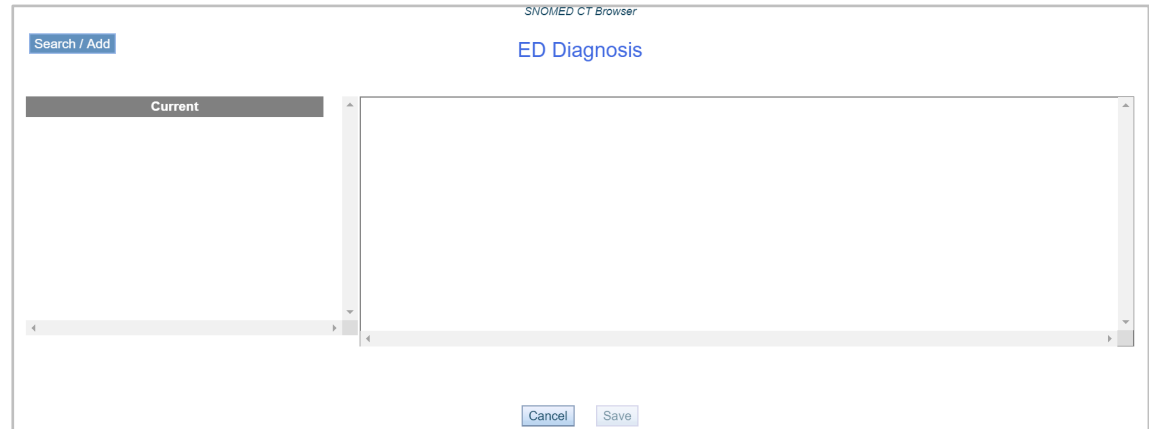 SNOMED CT Browser
Search / Add
ED Diagnosis
Current
Cancel Save